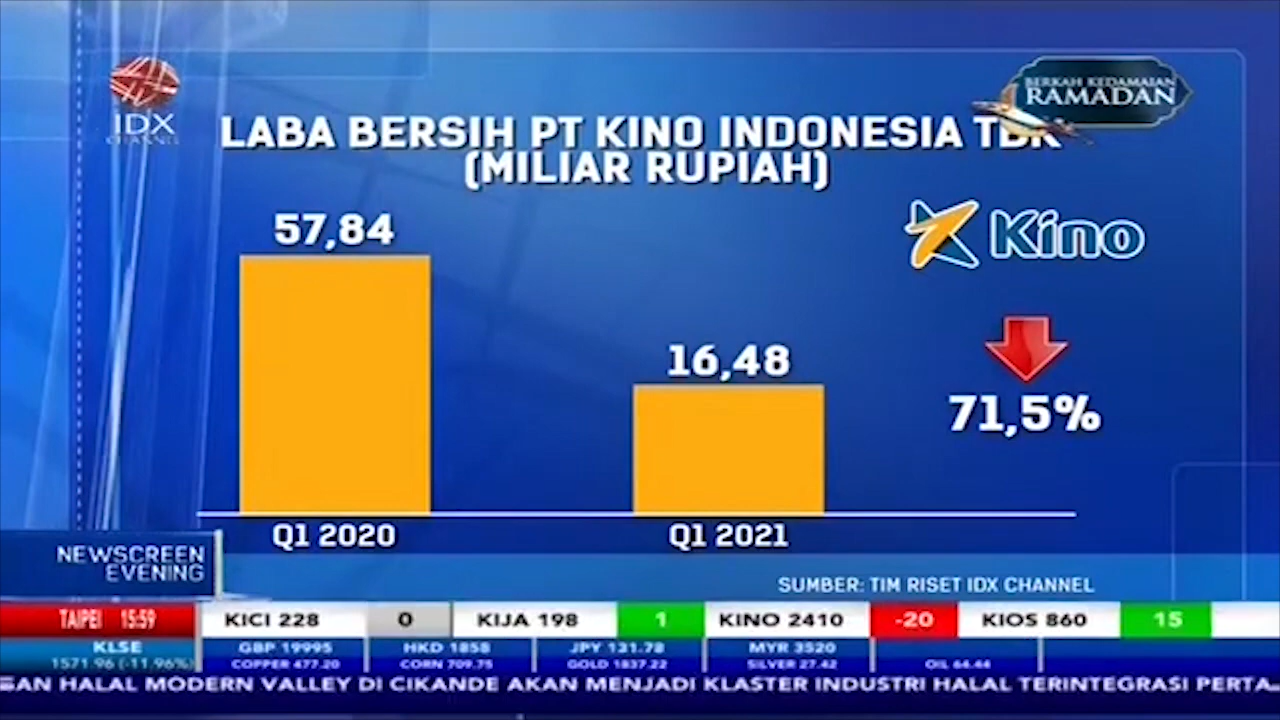 IDX
CHANNEL
BERKAH KEDAMAIAN
RAMADAN
LABA BERSIH PT KINO INDONESIA TBK
(MILIAR RUPIAH)
57,84
Kino
16,48
71,5%
Q1 2020
Q1 2021
NEWSCREEN
EVENING
SUMBER: TIM RISET IDX CHANNEL
TAIPEI 15:59 KICI 228 0 KIJA 198 1 KINO 2410 -20 KIOS 860 15
KLSE GBP 19995 HKD 1858 JPY 131.78 MYR 3520
1571.96 (-11.96%) COPPER 477.20 CORN 709.75 GOLD 1837.22 SILVER 27.42 OIL 64.44
HALAL MODERN VALLEY DI CIKANDE AKAN MENJADI KLASTER INDUSTRI HALAL TERINTEGRASI